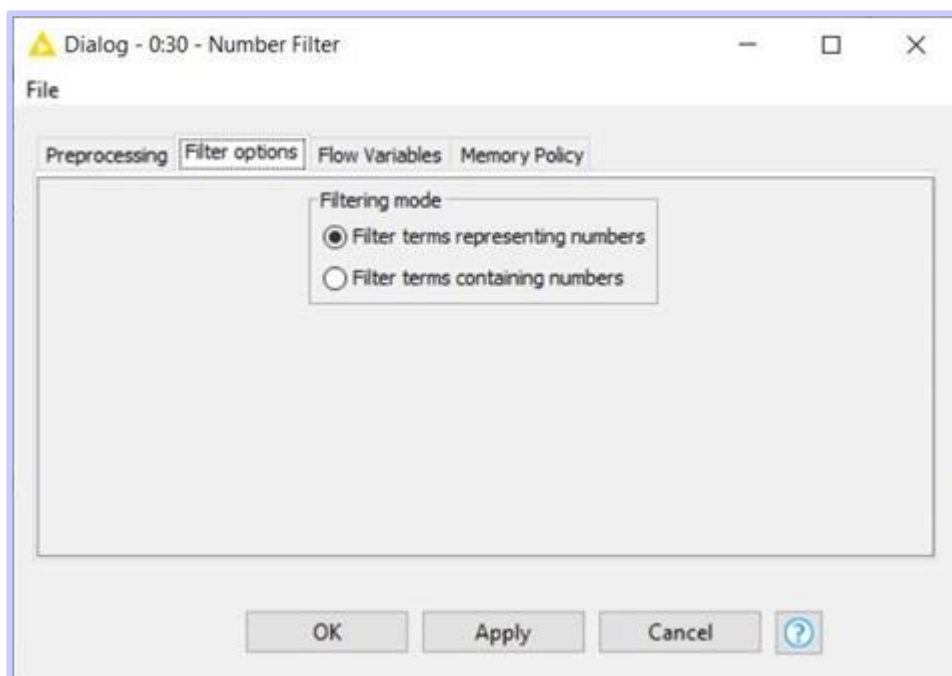 Dialog - 0:30 - Number Filter
File
Preprocessing Filter options Flow Variables Memory Policy
Filtering mode
Filter terms representing numbers
Filter terms containing numbers
OK Apply Cancel ?